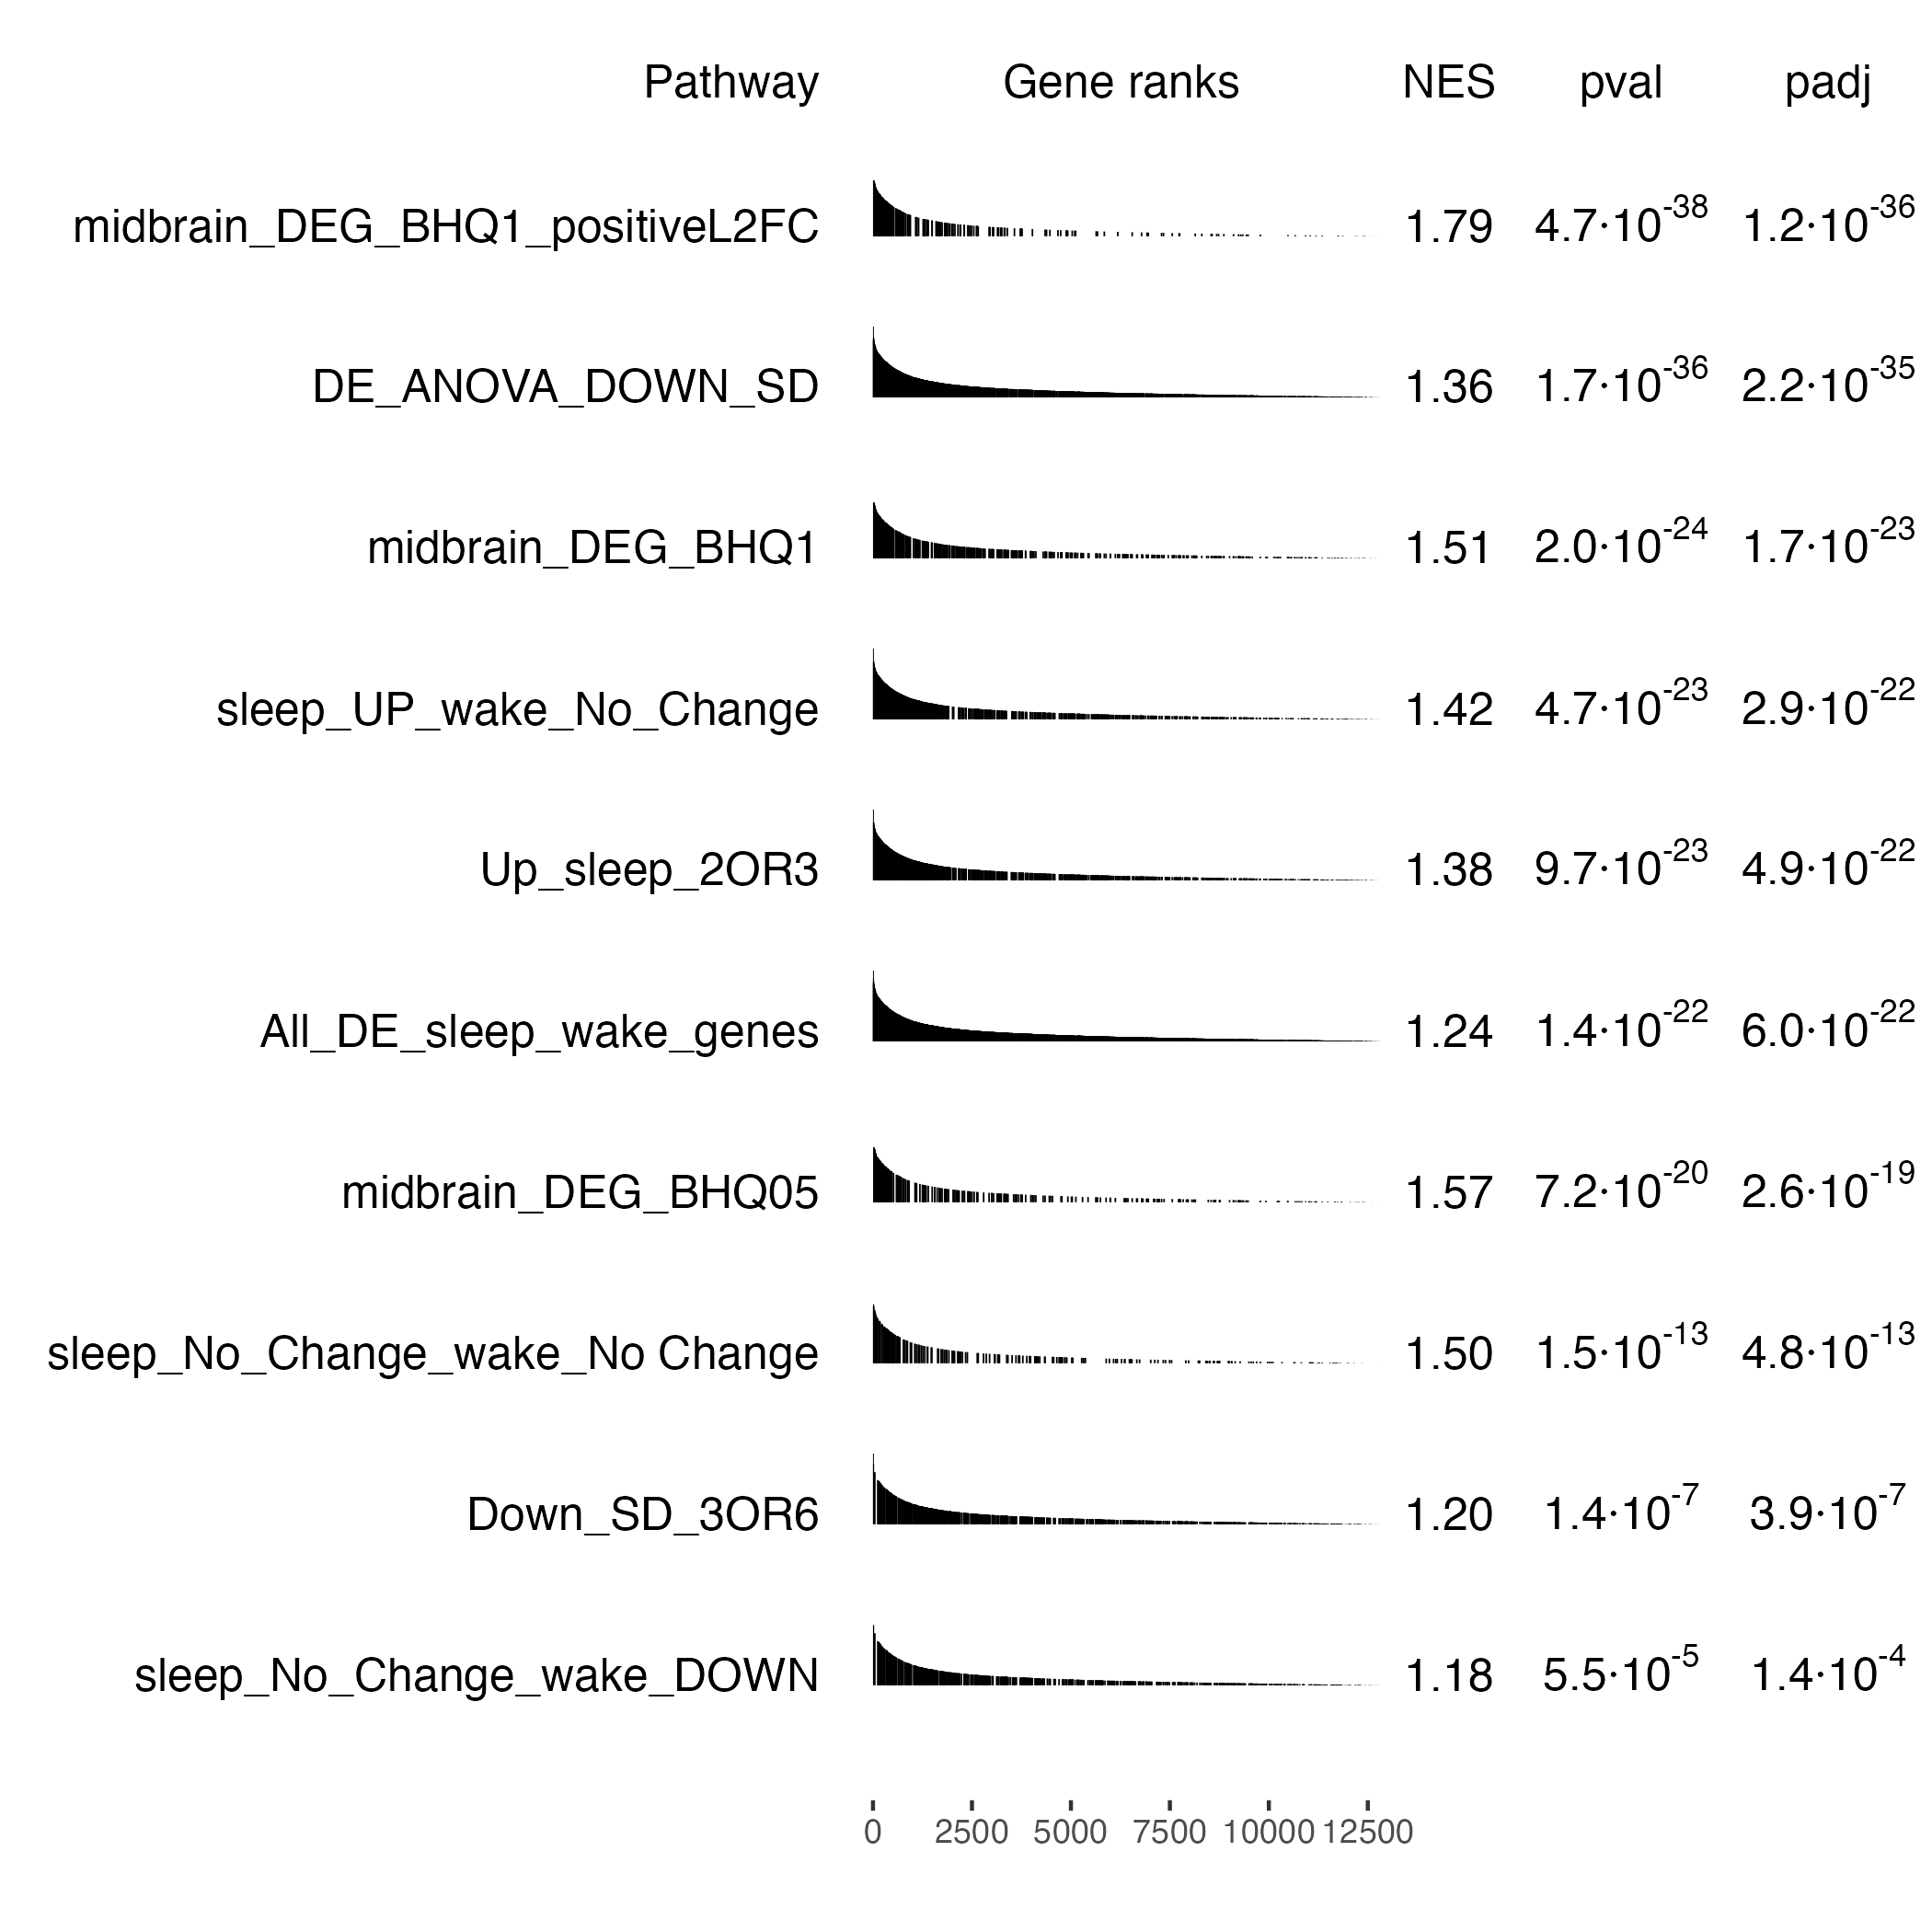 Pathway Gene ranks NES pval padj
midbrain_DEG_BHQ1_positiveL2FC 1.79 4.7·10^-38 1.2·10^-36
DE_ANOVA_DOWN_SD 1.36 1.7·10^-36 2.2·10^-35
midbrain_DEG_BHQ1 1.51 2.0·10^-24 1.7·10^-23
sleep_UP_wake_No_Change 1.42 4.7·10^-23 2.9·10^-22
Up_sleep_2OR3 1.38 9.7·10^-23 4.9·10^-22
All_DE_sleep_wake_genes 1.24 1.4·10^-22 6.0·10^-22
midbrain_DEG_BHQ05 1.57 7.2·10^-20 2.6·10^-19
sleep_No_Change_wake_No Change 1.50 1.5·10^-13 4.8·10^-13
Down_SD_3OR6 1.20 1.4·10^-7 3.9·10^-7
sleep_No_Change_wake_DOWN 1.18 5.5·10^-5 1.4·10^-4
0 2500 5000 7500 10000 12500